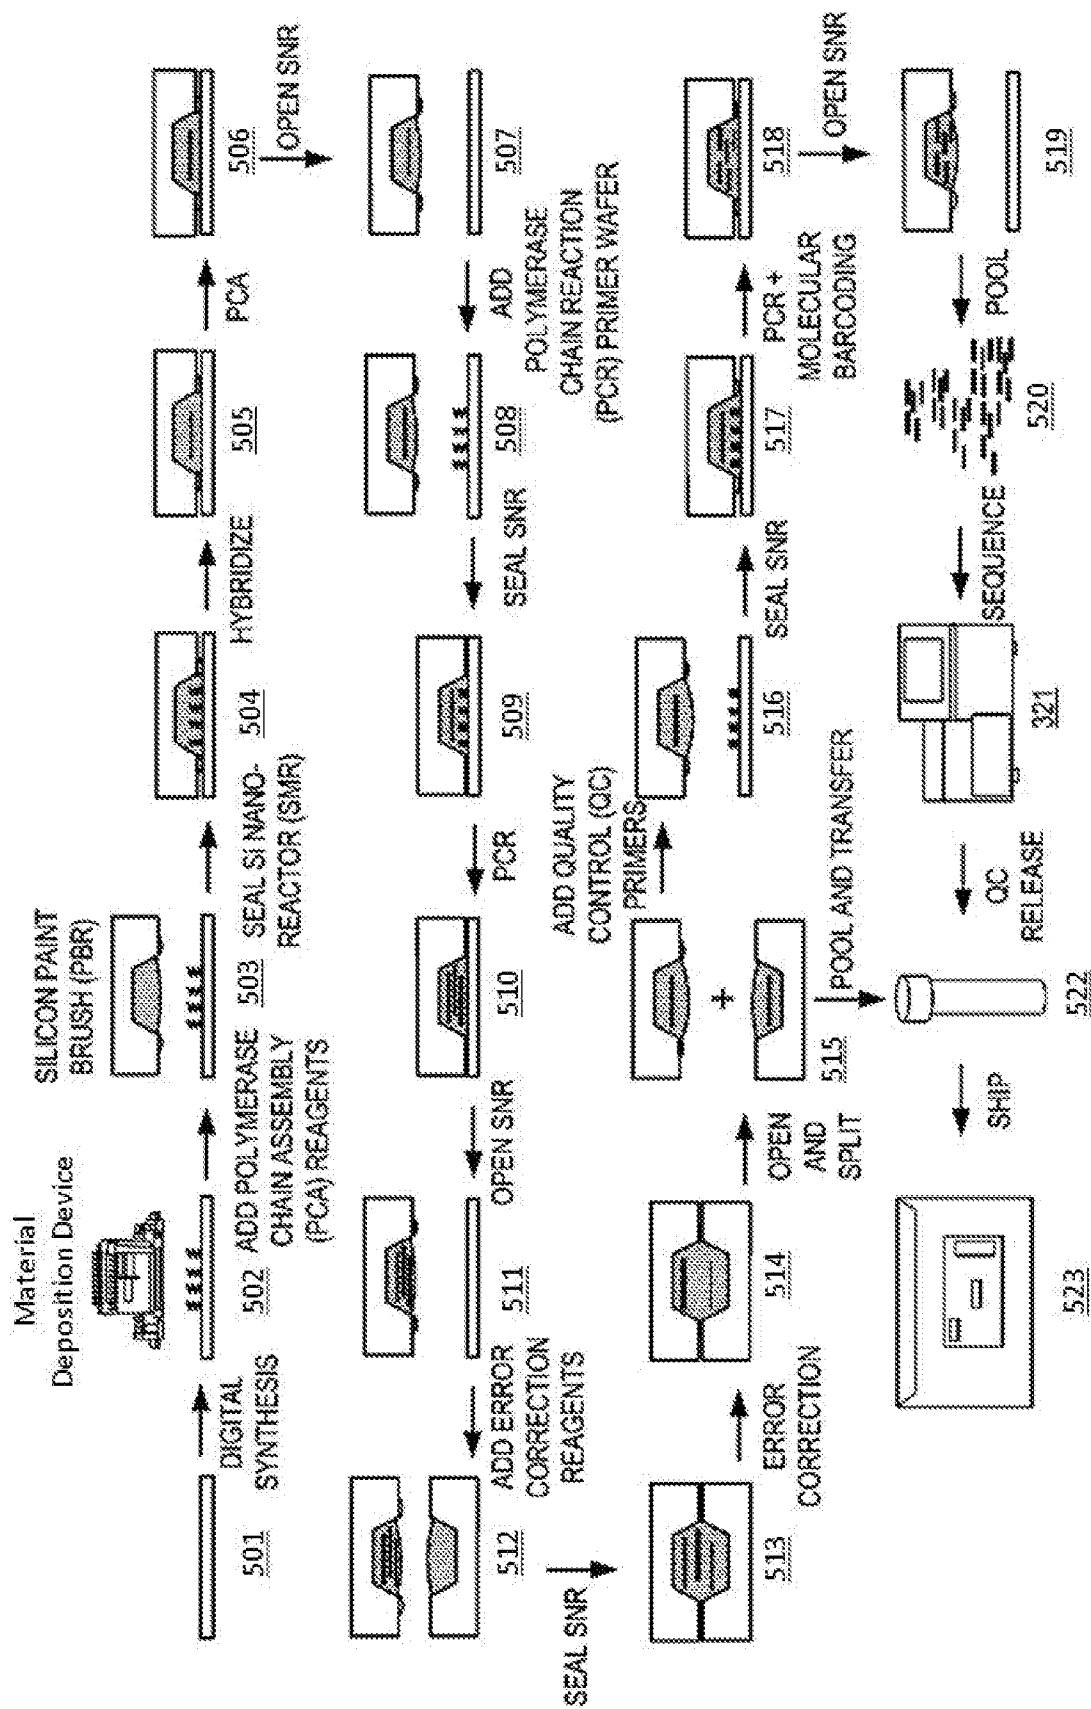 Material
Deposition Device
SILICON PAINT
BRUSH (PBR)
501
DIGITAL
SYNTHESIS
502
ADD POLYMERASE
CHAIN ASSEMBLY
(PCA) REAGENTS
503
SEAL SI NANO-
REACTOR (SMR)
504
HYBRIDIZE
505
PCA
506
OPEN SNR
507
ADD
POLYMERASE
CHAIN REACTION
(PCR) PRIMER WAFER
508
SEAL SNR
509
PCR
510
OPEN SNR
511
ADD ERROR
CORRECTION
REAGENTS
512
SEAL SNR
513
ERROR
CORRECTION
514
OPEN
AND
SPLIT
+
515
ADD QUALITY
CONTROL (QC)
PRIMERS
516
SEAL SNR
517
PCR +
MOLECULAR
BARCODING
518
OPEN SNR
519
POOL
520
SEQUENCE
321
QC
RELEASE
POOL AND TRANSFER
522
SHIP
523